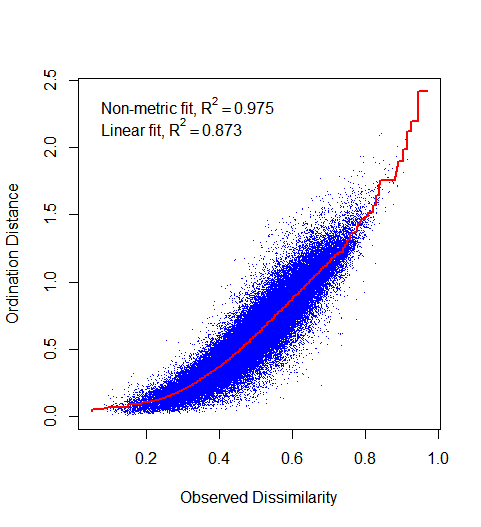 Non-metric fit, R² = 0.975
Linear fit, R² = 0.873
2.5
2.0
1.5
1.0
0.5
0.0
Ordination Distance
0.2 0.4 0.6 0.8 1.0
Observed Dissimilarity